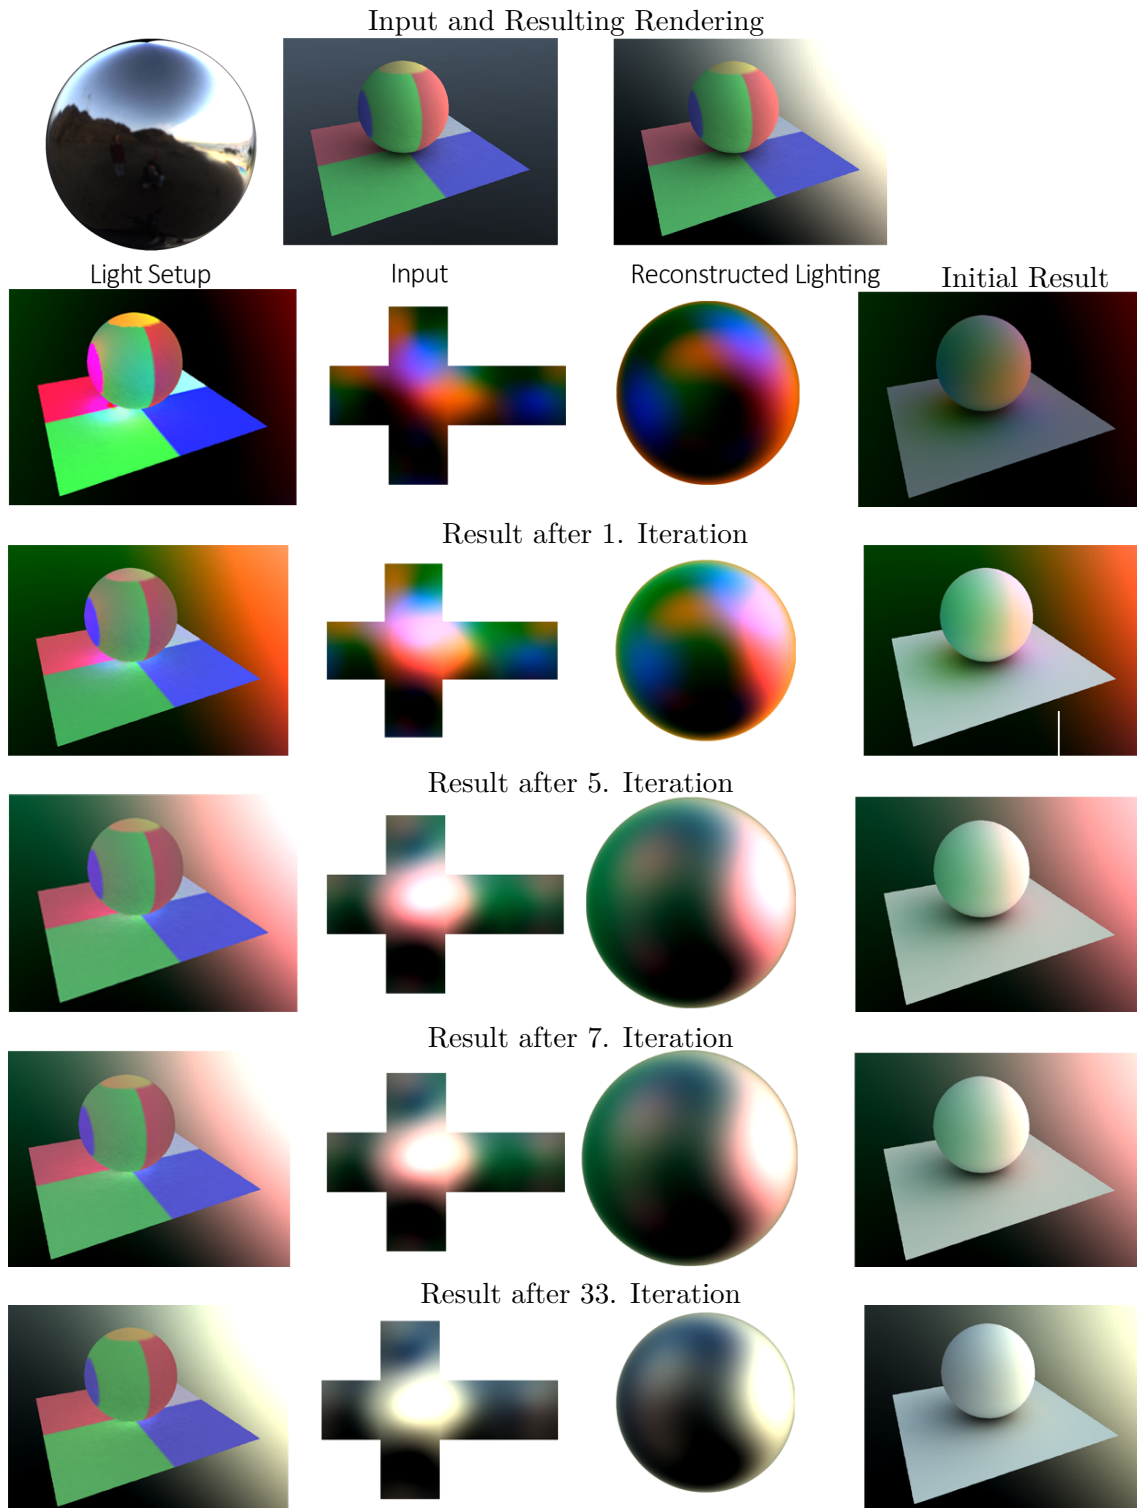 Input and Resulting Rendering
Light Setup
Input
Reconstructed Lighting
Initial Result
Result after 1. Iteration
Result after 5. Iteration
Result after 7. Iteration
Result after 33. Iteration